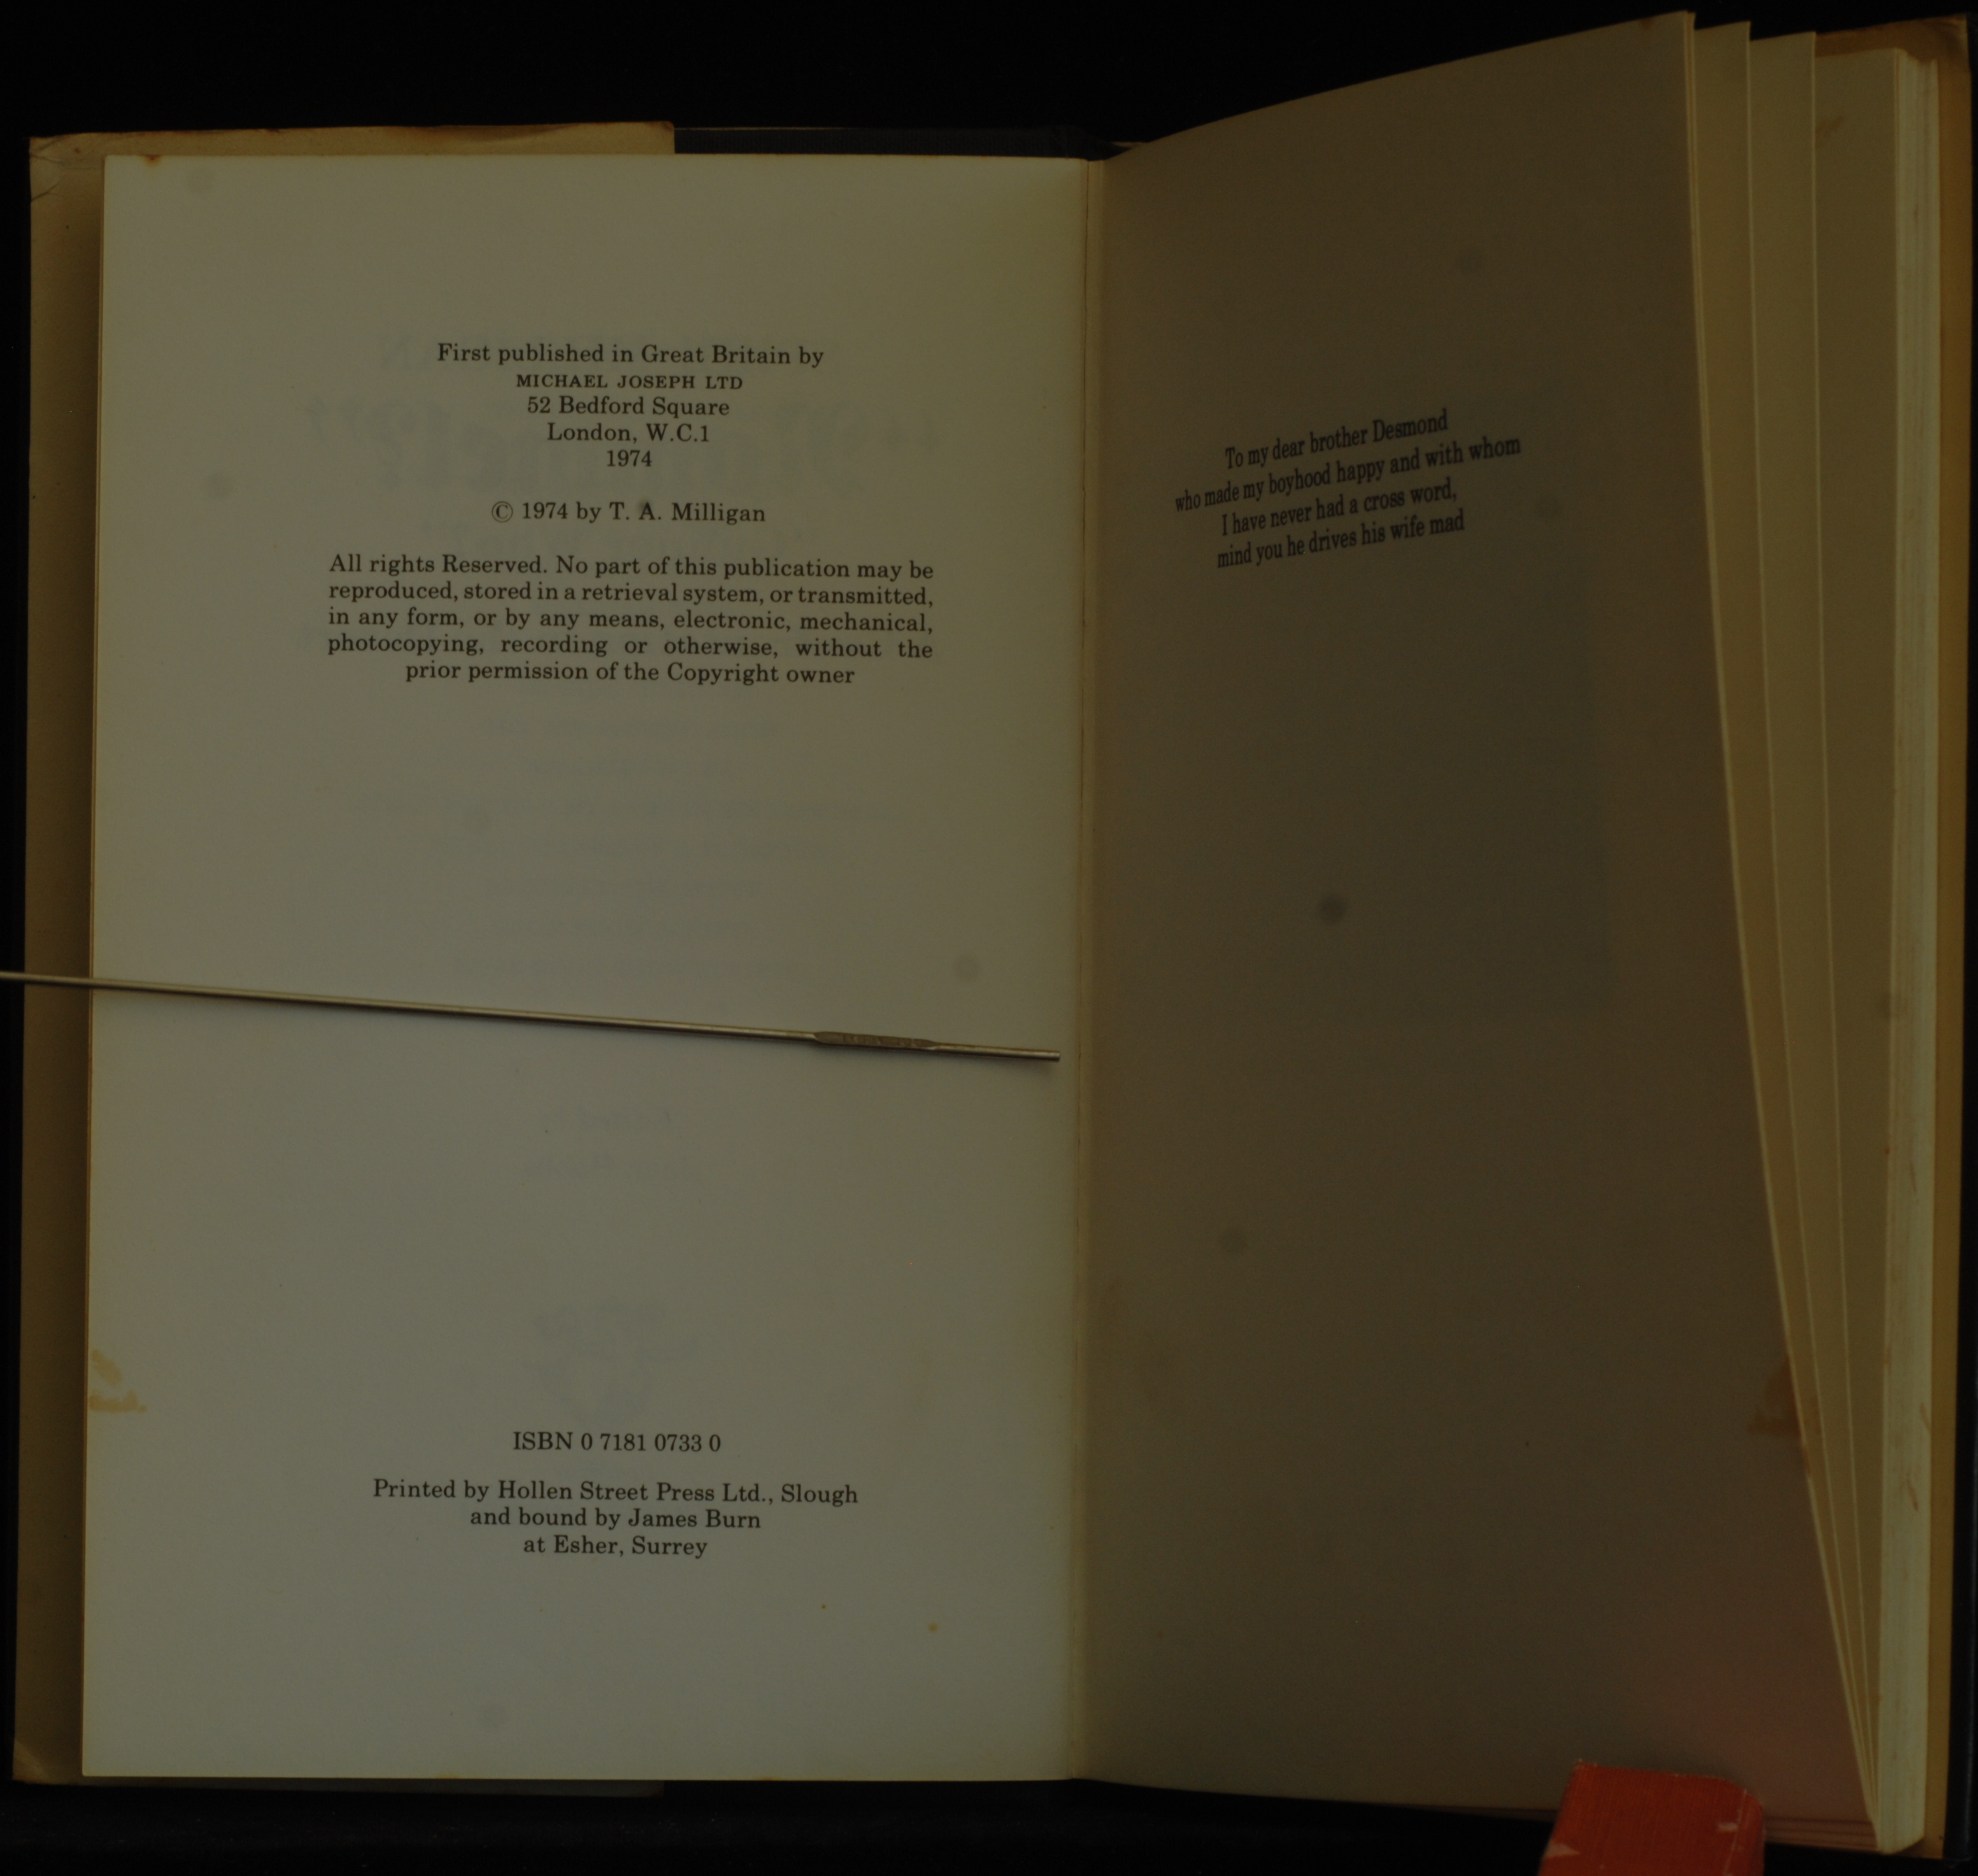 First published in Great Britain by
MICHAEL JOSEPH LTD
52 Bedford Square
London, W.C.1
1974
© 1974 by T. A. Milligan
All rights Reserved. No part of this publication may be
reproduced, stored in a retrieval system, or transmitted,
in any form, or by any means, electronic, mechanical,
photocopying, recording or otherwise, without the
prior permission of the Copyright owner
ISBN 0 7181 0733 0
Printed by Hollen Street Press Ltd., Slough
and bound by James Burn
at Esher, Surrey
To my dear brother Desmond
who made my boyhood happy and with whom
I have never had a cross word,
mind you he drives his wife mad